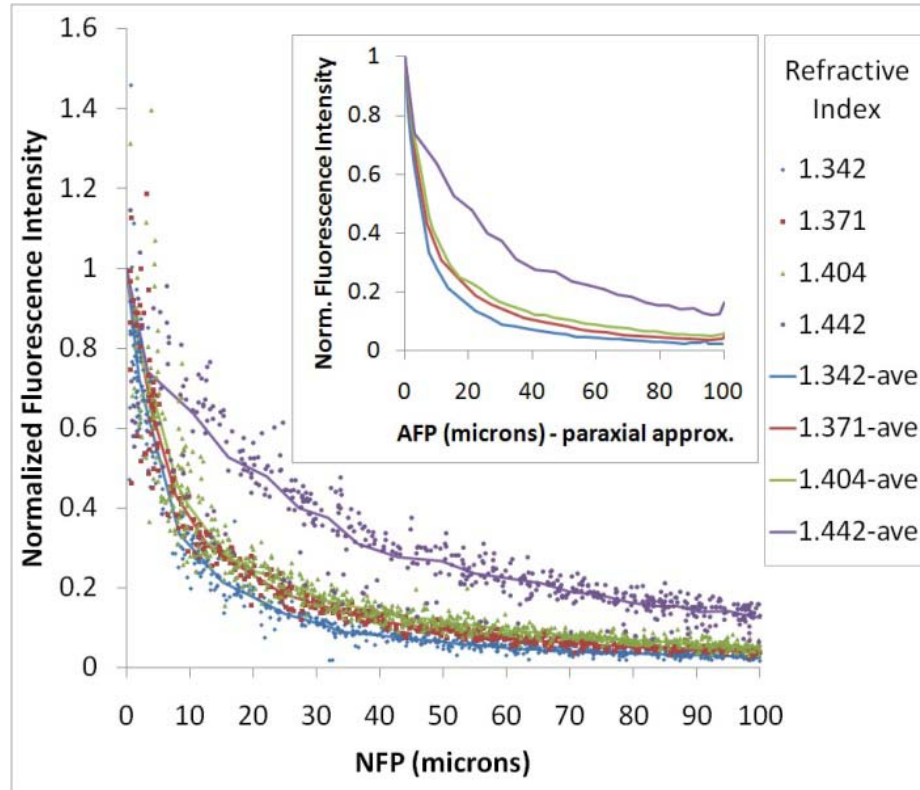 Normalized Fluorescence Intensity
1.6
1.4
1.2
1
0.8
0.6
0.4
0.2
0
0 10 20 30 40 50 60 70 80 90 100
NFP (microns)
Norm. Fluorescence Intensity
1
0.8
0.6
0.4
0.2
0
0 20 40 60 80 100
AFP (microns) - paraxial approx.
Refractive
Index
1.342
1.371
1.404
1.442
1.342-ave
1.371-ave
1.404-ave
1.442-ave